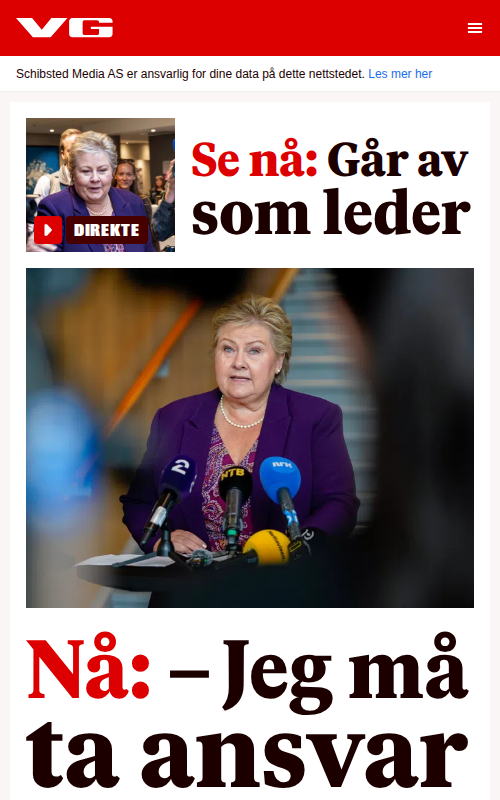 VG
Schibsted Media AS er ansvarlig for dine data på dette nettstedet. Les mer her
Se nå: Går av
som leder
DIREKTE
2
NTB
NRK
Nå: – Jeg må
ta ansvar